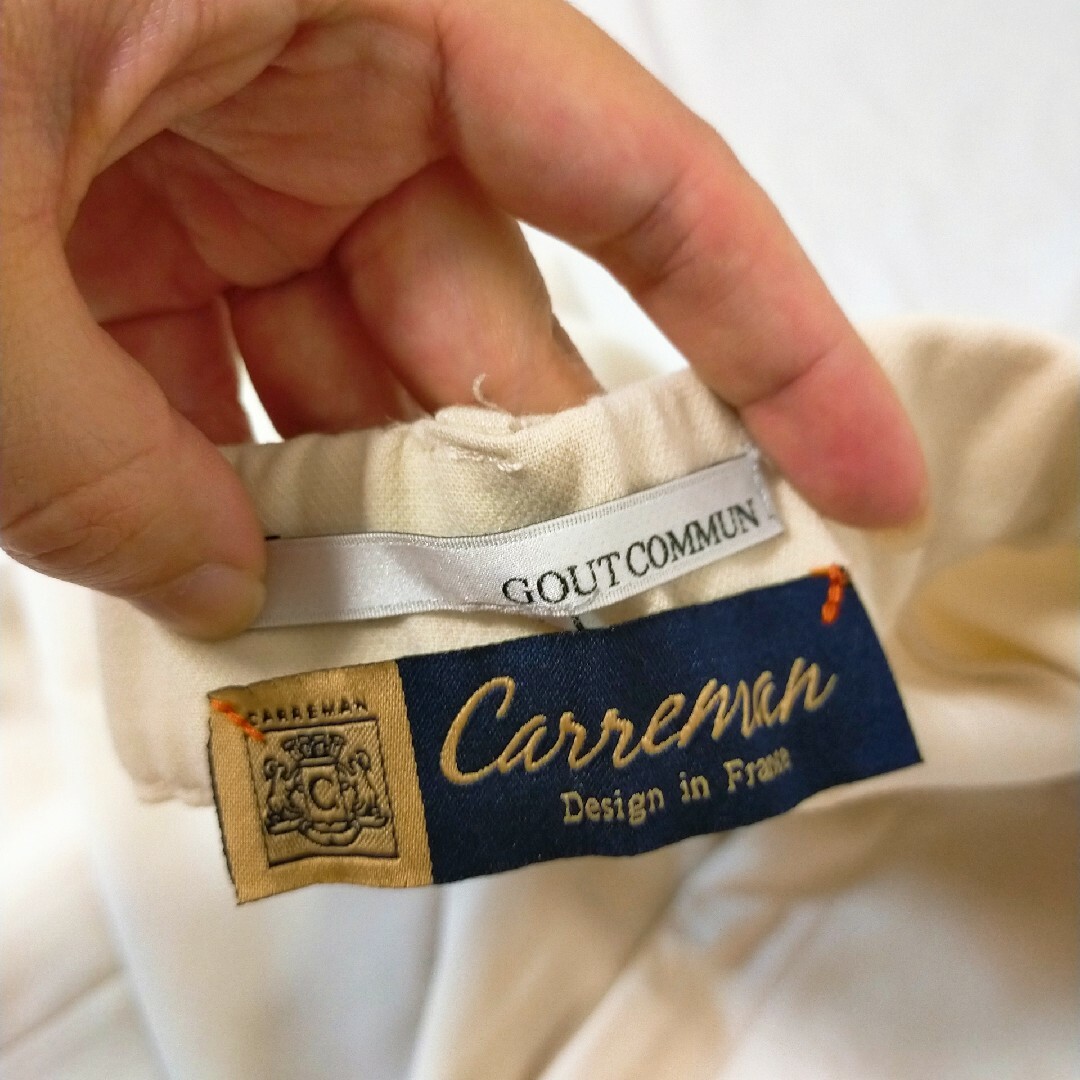 GOUT COMMUN
CARREMAN
C
Carreman
Design in France